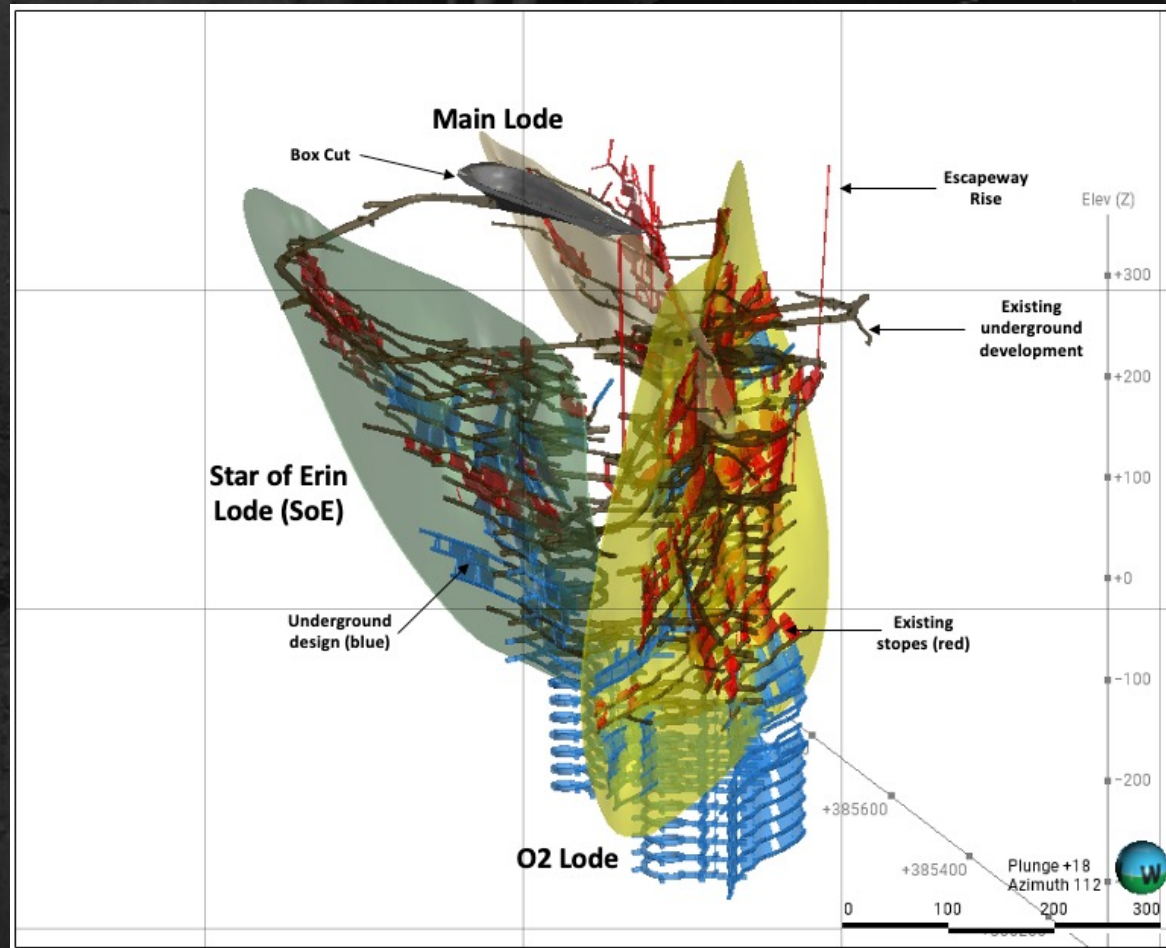 Main Lode
Box Cut
Escapeway
Rise
Elev (Z)
+300
Existing
underground
development
+200
Star of Erin
Lode (SoE)
+100
+0
Underground
design (blue)
Existing
stopes (red)
−100
−200
+385600
O2 Lode
+385400
Plunge +18
Azimuth 112
W
0 100 200 300